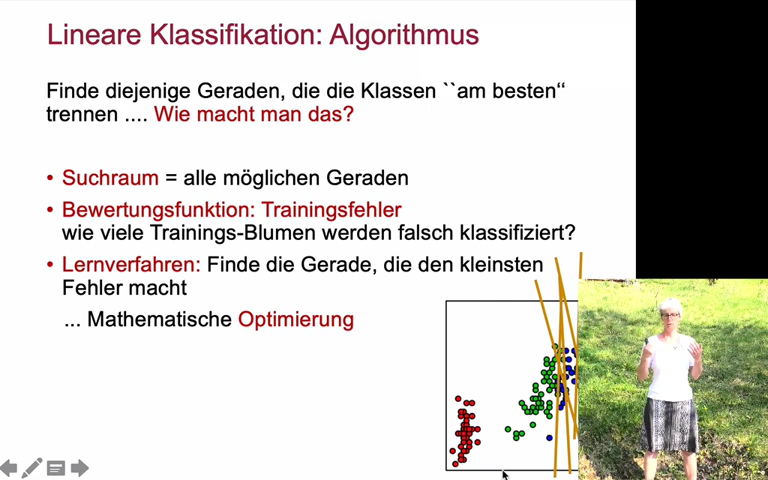 Lineare Klassifikation: Algorithmus
Finde diejenige Geraden, die die Klassen ``am besten“
trennen .... Wie macht man das?
• Suchraum = alle möglichen Geraden
• Bewertungsfunktion: Trainingsfehler
wie viele Trainings-Blumen werden falsch klassifiziert?
• Lernverfahren: Finde die Gerade, die den kleinsten
Fehler macht
... Mathematische Optimierung